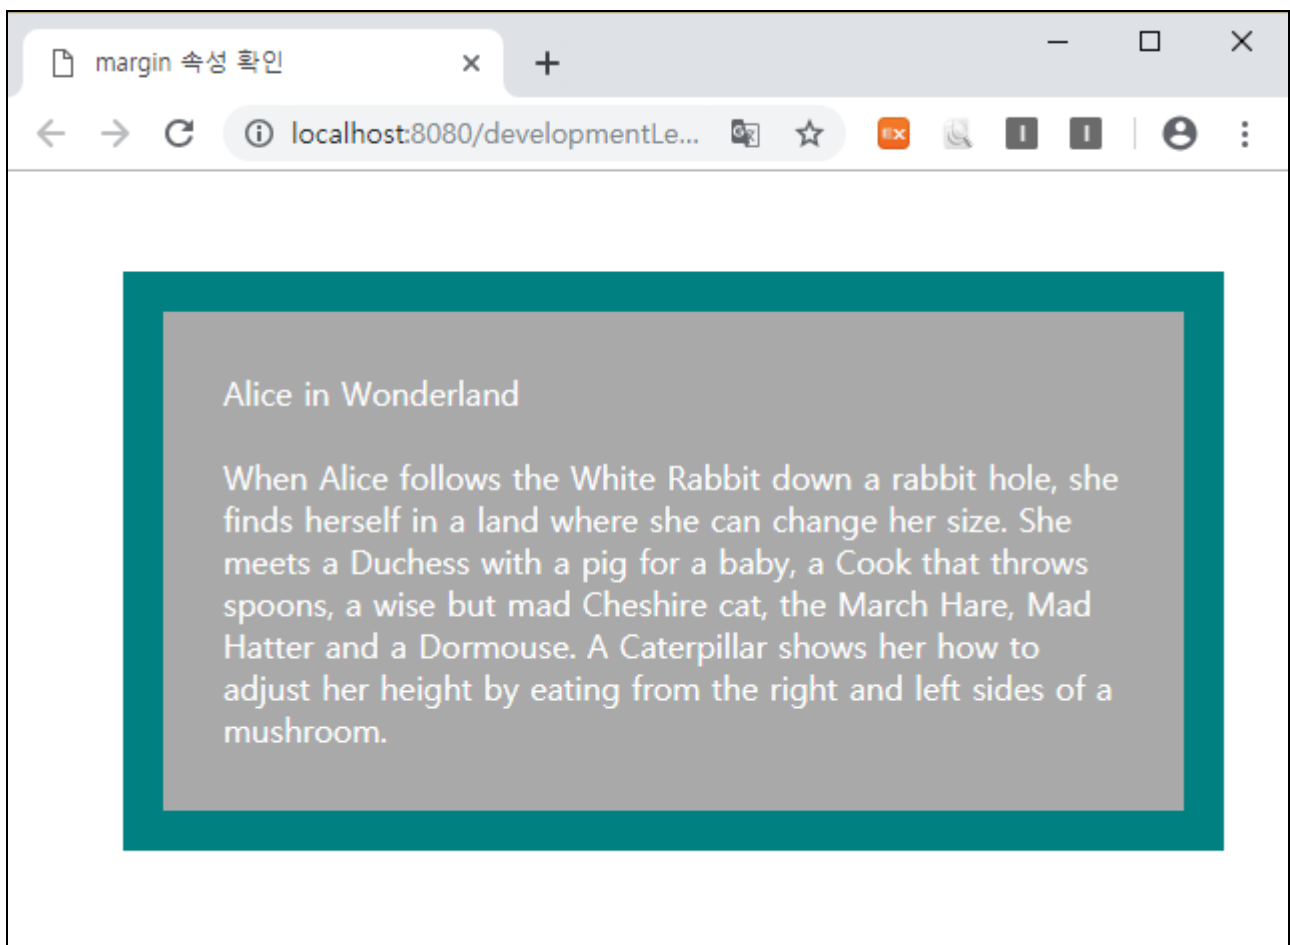 margin 속성 확인
localhost:8080/developmentLe...
EX
I
I
Alice in Wonderland
When Alice follows the White Rabbit down a rabbit hole, she
finds herself in a land where she can change her size. She
meets a Duchess with a pig for a baby, a Cook that throws
spoons, a wise but mad Cheshire cat, the March Hare, Mad
Hatter and a Dormouse. A Caterpillar shows her how to
adjust her height by eating from the right and left sides of a
mushroom.